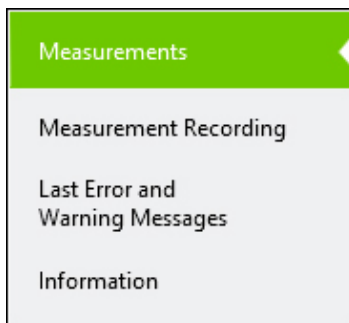 Measurements
Measurement Recording
Last Error and
Warning Messages
Information